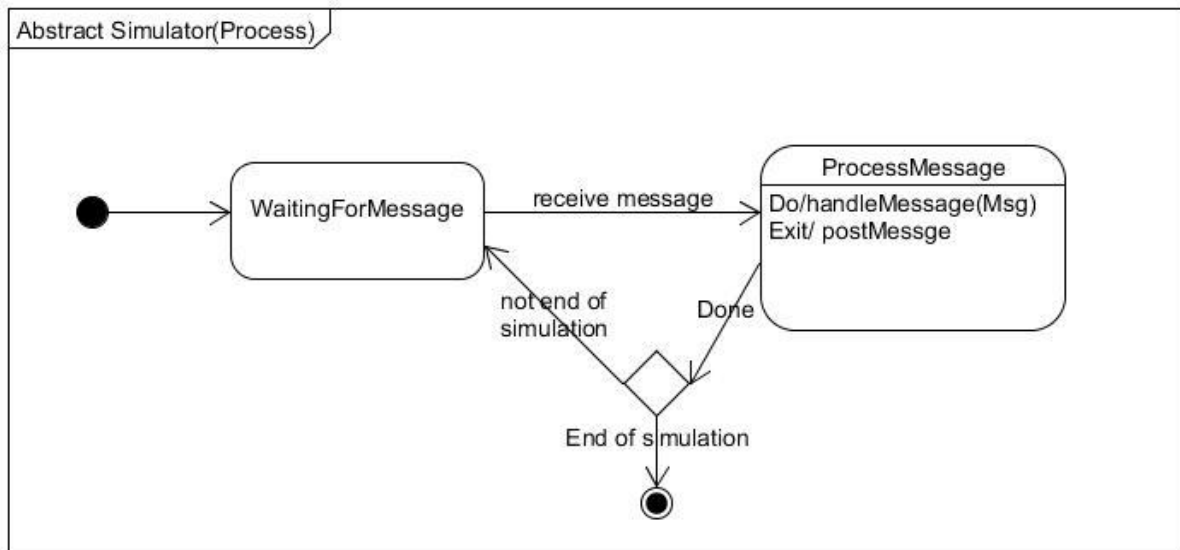 Abstract Simulator(Process)
ProcessMessage
WaitingForMessage
receive message
Do/handleMessage(Msg)
Exit/ postMessge
not end of
simulation
Done
End of simulation